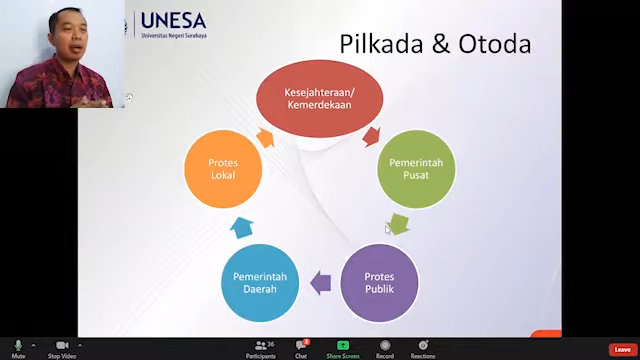 UNESA
Universitas Negeri Surabaya
Pilkada & Otoda
Kesejahteraan/
Kemerdekaan
Pemerintah
Pusat
Protes
Publik
Pemerintah
Daerah
Protes
Lokal
Mute
Stop Video
36
Participants
Chat
Share Screen
Record
Reactions
Leave